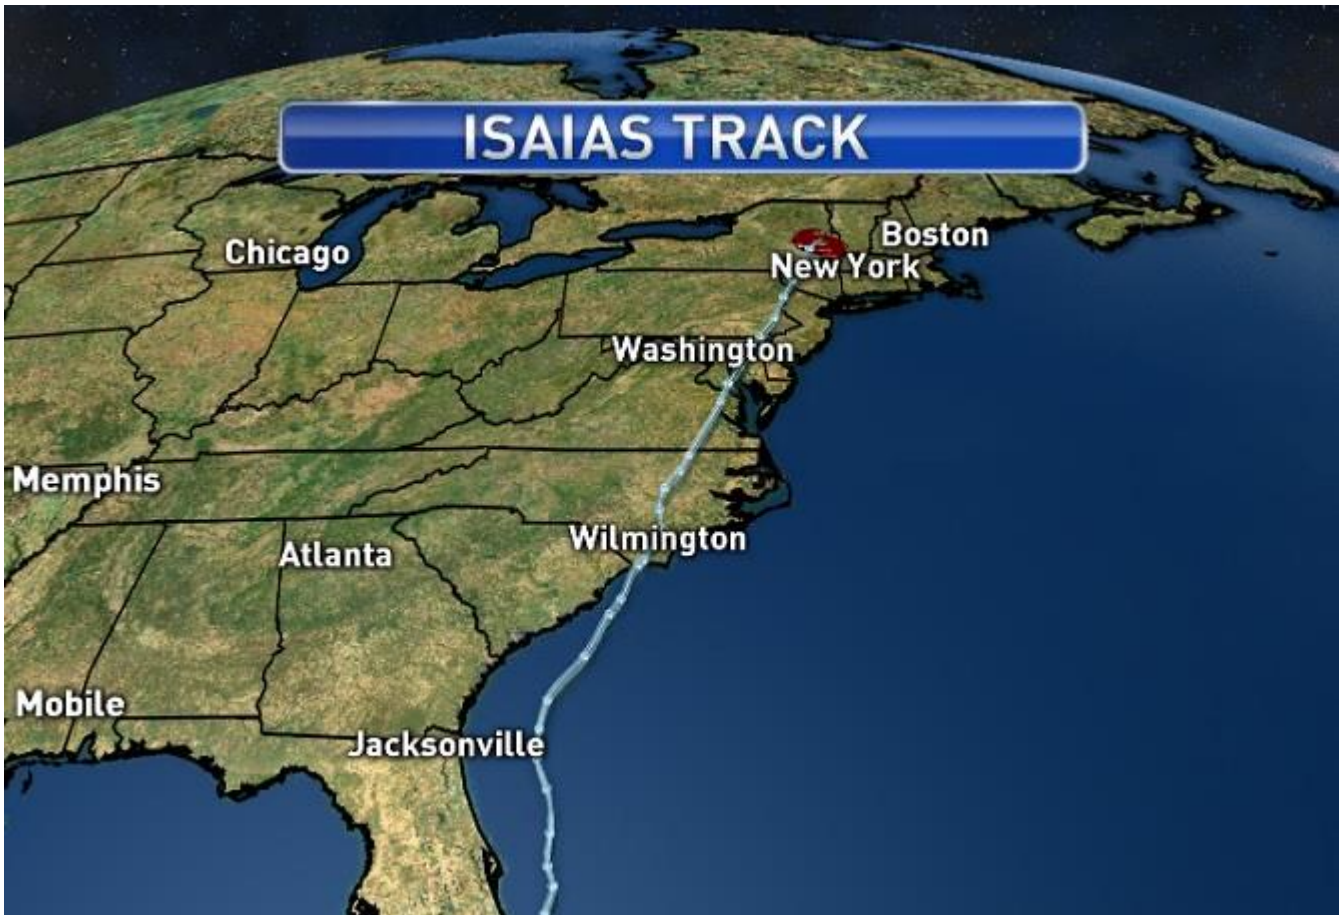 ISAIAS TRACK
Chicago
Boston
New York
Washington
Memphis
Wilmington
Atlanta
Mobile
Jacksonville